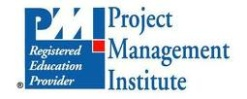 PMI
Registered
Education
Provider
®
Project
Management
Institute